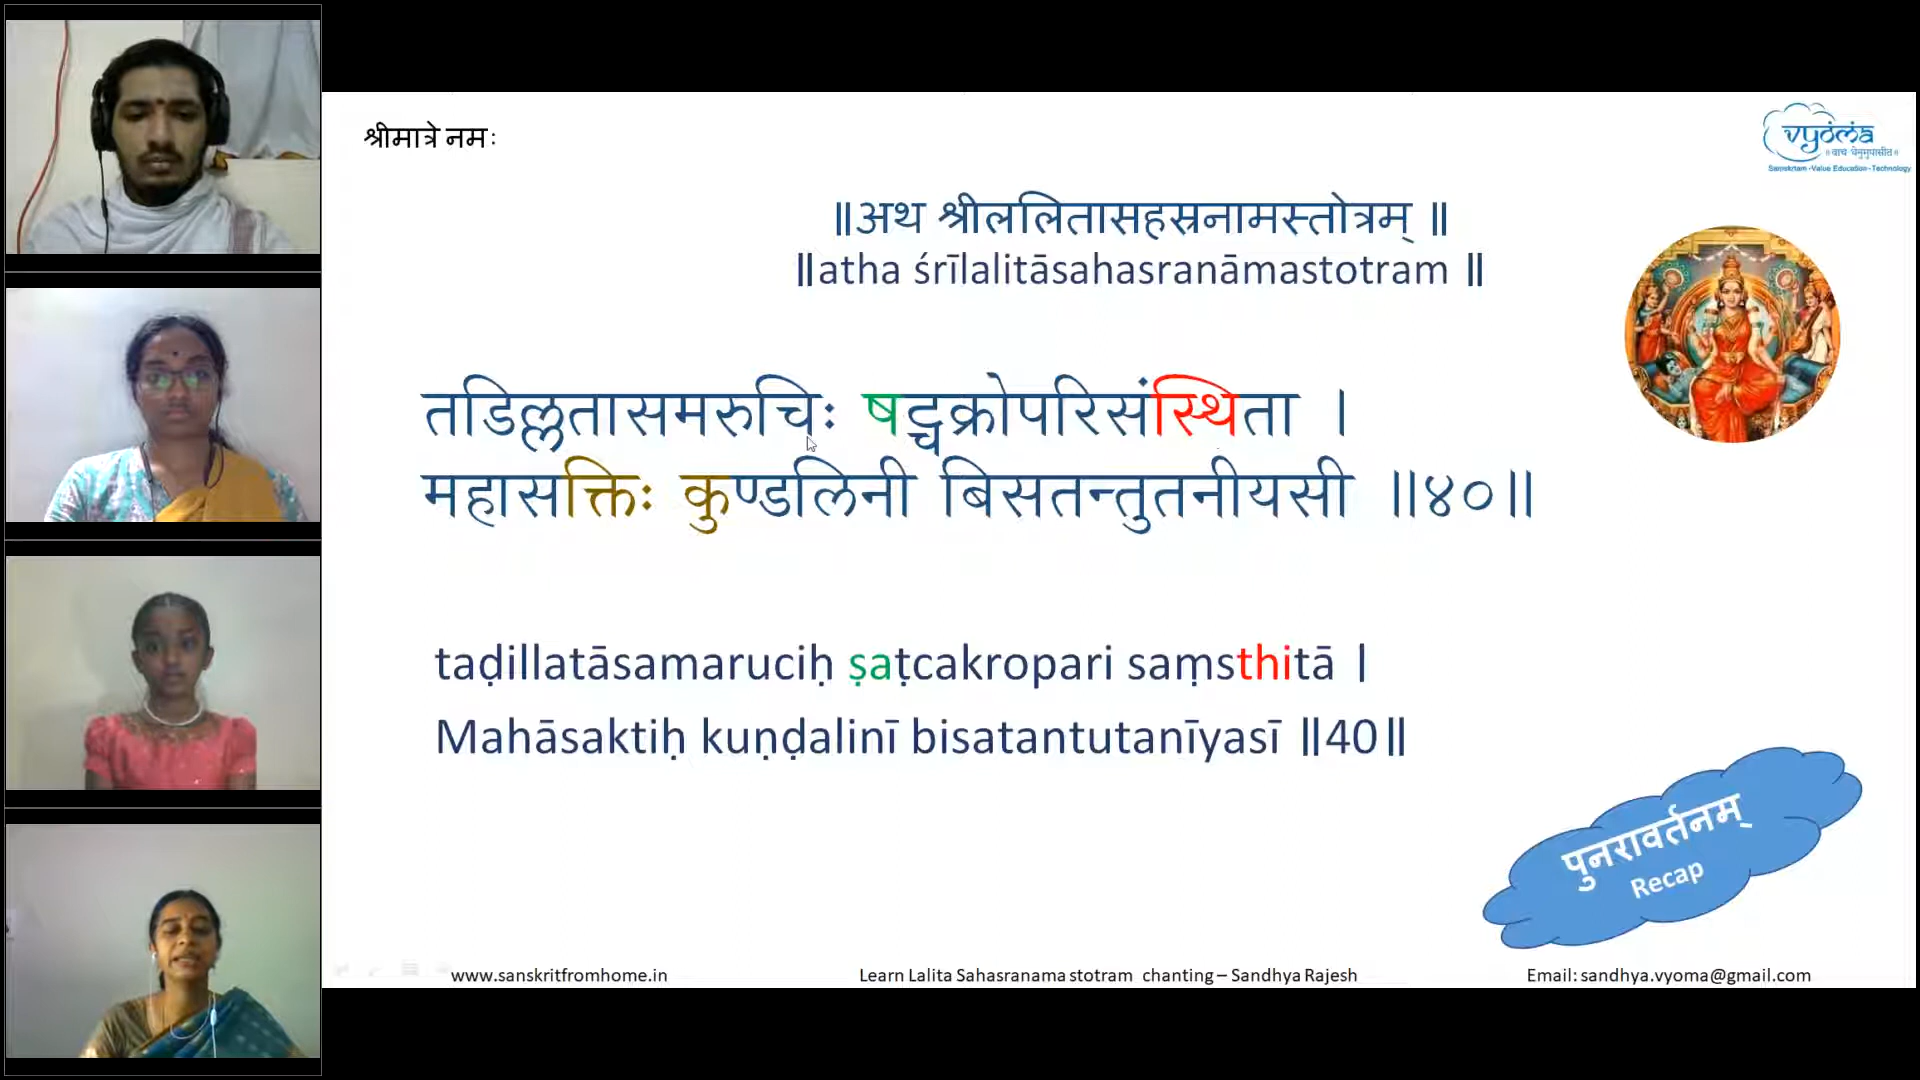 श्रीमात्रे नमः
vyoma
॥ वाचं धेनुमुपासीत॥
Samskrtam - Value Education - Technology
॥अथ श्रीललितासहस्रनामस्तोत्रम् ॥
॥atha śrīlalitāsahasranāmastotram ॥
तडिल्लतासमरुचिः षट्चक्रोपरिसंस्थिता ।
महासक्तिः कुण्डलिनी बिसतन्तुतनीयसी ॥४०॥
taḍillatāsamaruciḥ ṣaṭcakropari saṃsthitā |
Mahāsaktiḥ kuṇḍalinī bisatantutanīyasī ॥40॥
पुनरावर्तनम्
Recap
www.sanskritfromhome.in
Learn Lalita Sahasranama stotram chanting – Sandhya Rajesh
Email: sandhya.vyoma@gmail.com